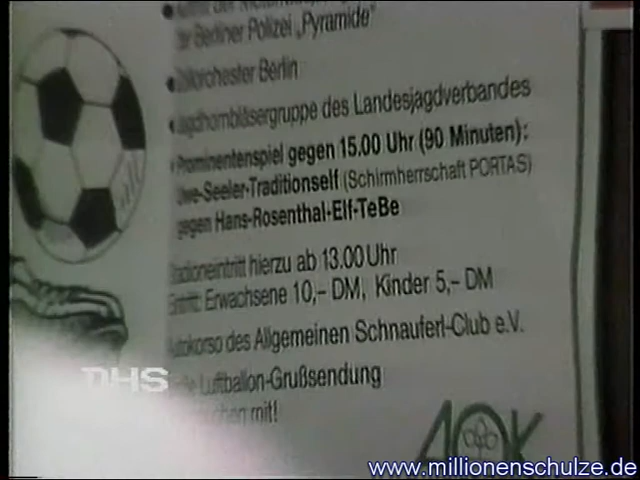 der Motorrad
Berliner Polizei „Pyramide"
orchester Berlin
Jagdhornbläsergruppe des Landesjagdverbandes
Prominentenspiel gegen 15.00 Uhr (90 Minuten):
Uwe-Seeler-Traditionself (Schirmherrschaft PORTAS)
gegen Hans-Rosenthal-Elf-TeBe
Stadioneintritt hierzu ab 13.00 Uhr
Eintritt: Erwachsene 10,– DM, Kinder 5,– DM
Autokorso des Allgemeinen Schnauferl-Club e.V.
Luftballon-Grußsendung
mit!
DHS
AOK
www.millionenschulze.de